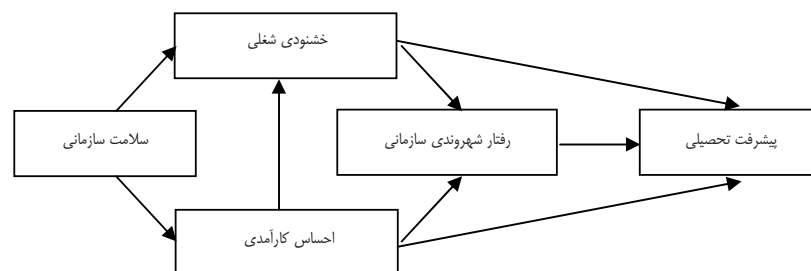 خشنودی شغلی
پیشرفت تحصیلی
رفتار شهروندی سازمانی
سلامت سازمانی
احساس کارآمدی